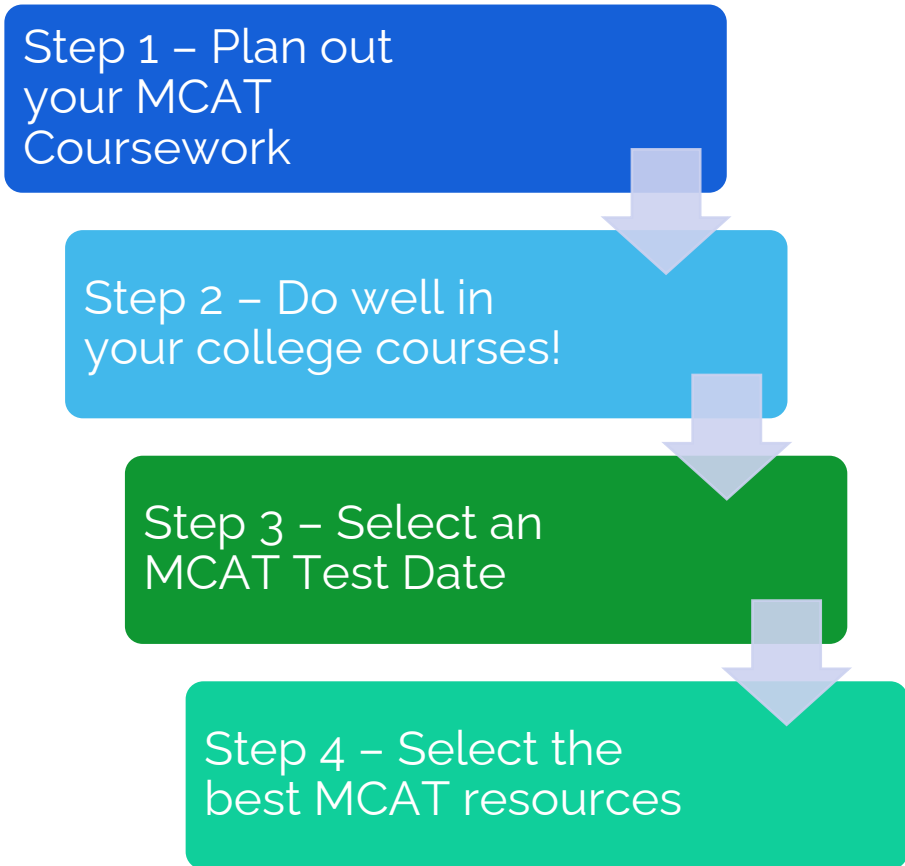 Step 1 – Plan out
your MCAT
Coursework
Step 2 – Do well in
your college courses!
Step 3 – Select an
MCAT Test Date
Step 4 – Select the
best MCAT resources